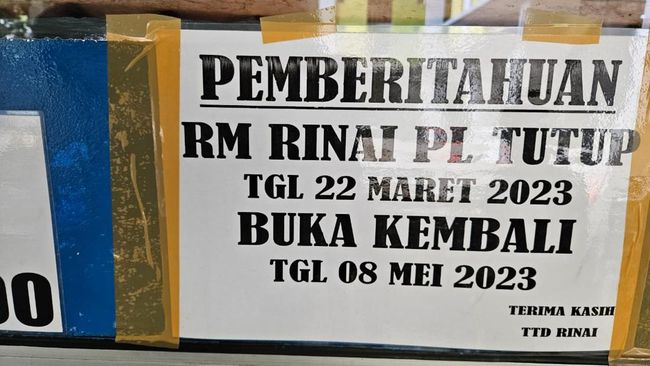 PEMBERITAHUAN
RM RINAI PL TUTUP
TGL 22 MARET 2023
BUKA KEMBALI
TGL 08 MEI 2023
TERIMA KASIH
TTD RINAI
00